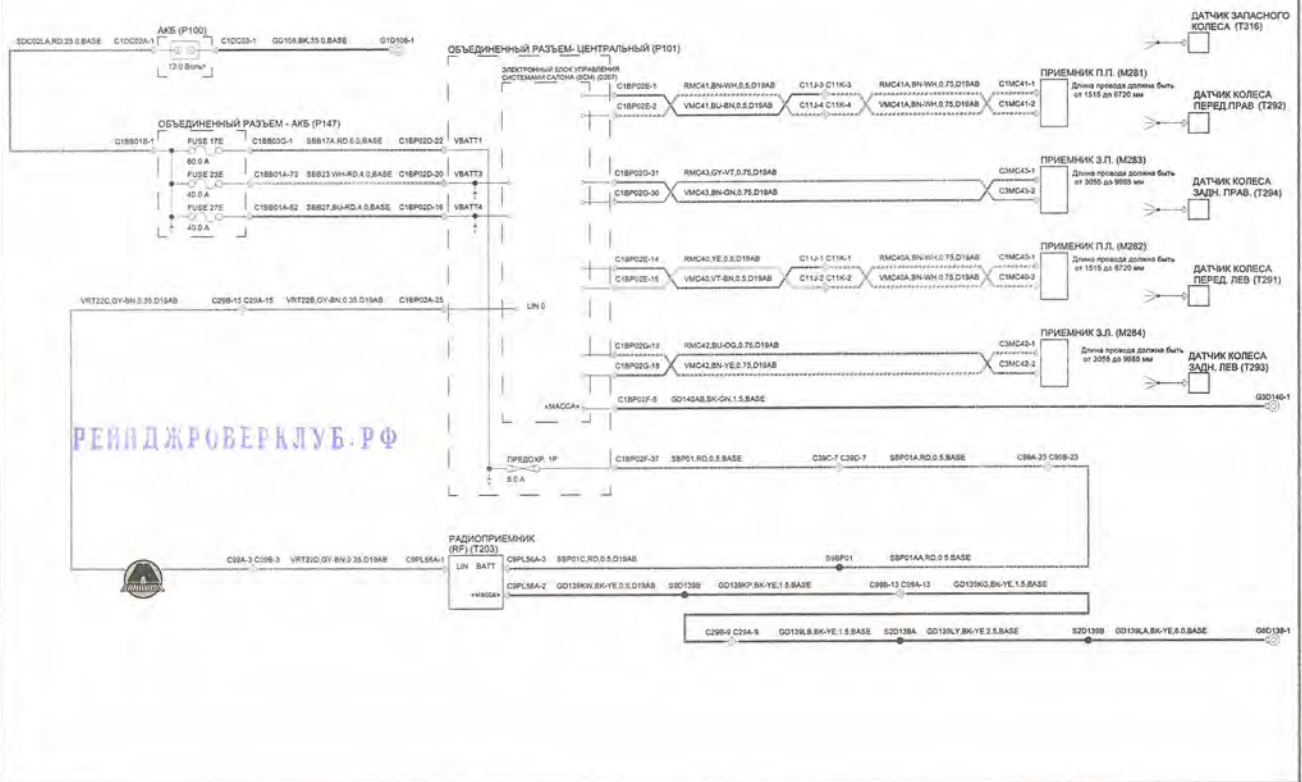 ДАТЧИК ЗАПАСНОГО
КОЛЕСА (T316)
АКБ (P100)
SDC02LA,RD,25.0,BASE C1DC02A-1 C1DC03-1 GD108,BK,35.0,BASE G1D108-1
12.0 Вольт
ОБЪЕДИНЕННЫЙ РАЗЪЕМ- ЦЕНТРАЛЬНЫЙ (P101)
ЭЛЕКТРОННЫЙ БЛОК УПРАВЛЕНИЯ
СИСТЕМАМИ САЛОНА (BCM) (D207)
ПРИЕМНИК П.П. (M281)
Длина провода должна быть
от 1515 до 6720 мм
C1BP02E-1 RMC41,BN-WH,0.5,D19AB C11J-3 C11K-3 RMC41A,BN-WH,0.75,D19AB C1MC41-1
C1BP02E-2 VMC41,BU-BN,0.5,D19AB C11J-4 C11K-4 VMC41A,BN-WH,0.75,D19AB C1MC41-2
ДАТЧИК КОЛЕСА
ПЕРЕД.ПРАВ (T292)
ОБЪЕДИНЕННЫЙ РАЗЪЕМ - АКБ (P147)
C1BB01B-1 FUSE 17E C1BB03G-1 SBB17A,RD,6.0,BASE C1BP02D-22 VBATT1
60.0 A
FUSE 23E C1BB01A-73 SBB23,WH-RD,4.0,BASE C1BP02D-20 VBATT3
40.0 A
FUSE 27E C1BB01A-52 SBB27,BU-RD,4.0,BASE C1BP02D-16 VBATT4
40.0 A
ПРИЕМНИК З.П. (M283)
Длина провода должна быть
от 3055 до 9985 мм
C1BP02G-31 RMC43,GY-VT,0.75,D19AB C3MC43-1
C1BP02G-30 VMC43,BN-GN,0.75,D19AB C3MC43-2
ДАТЧИК КОЛЕСА
ЗАДН. ПРАВ. (T294)
ПРИМЕНИК П.Л. (M282)
Длина провода должна быть
от 1515 до 6720 мм
C1BP02E-14 RMC40,YE,0.5,D19AB C11J-1 C11K-1 RMC40A,BN-WH,0.75,D19AB C1MC40-1
C1BP02E-15 VMC40,VT-BN,0.5,D19AB C11J-2 C11K-2 VMC40A,BN-WH,0.75,D19AB C1MC40-2
ДАТЧИК КОЛЕСА
ПЕРЕД. ЛЕВ (T291)
VRT22C,GY-BN,0.35,D19AB C29B-15 C29A-15 VRT22B,GY-BN,0.35,D19AB C1BP02A-25 LIN 0
ПРИЕМНИК З.Л. (M284)
Длина провода должна быть
от 3055 до 9985 мм
C1BP02G-19 RMC42,BU-OG,0.75,D19AB C3MC42-1
C1BP02G-18 VMC42,BN-YE,0.75,D19AB C3MC42-2
ДАТЧИК КОЛЕСА
ЗАДН. ЛЕВ (T293)
«МАССА» C1BP02F-5 GD140AB,BK-GN,1.5,BASE G3D140-1
РЕЙНДЖРОВЕРКЛУБ.РФ
ПРЕДОХР. 1P C1BP02F-37 SBP01,RD,0.5,BASE C39C-7 C39D-7 SBP01A,RD,0.5,BASE C99A-23 C99B-23
5.0 A
РАДИОПРИЕМНИК
(RF) (T203)
C99A-3 C99B-3 VRT22D,GY-BN,0.35,D19AB C9PL56A-1 LIN BATT C9PL56A-3 SBP01C,RD,0.5,D19AB S9BP01 SBP01AA,RD,0.5,BASE
«МАССА» C9PL56A-2 GD139KW,BK-YE,0.5,D19AB S9D139B GD139KP,BK-YE,1.5,BASE C99B-13 C99A-13 GD139KG,BK-YE,1.5,BASE
C29B-9 C29A-9 GD139LB,BK-YE,1.5,BASE S2D139A GD139LY,BK-YE,2.5,BASE S2D139B GD139LA,BK-YE,6.0,BASE G6D139-1